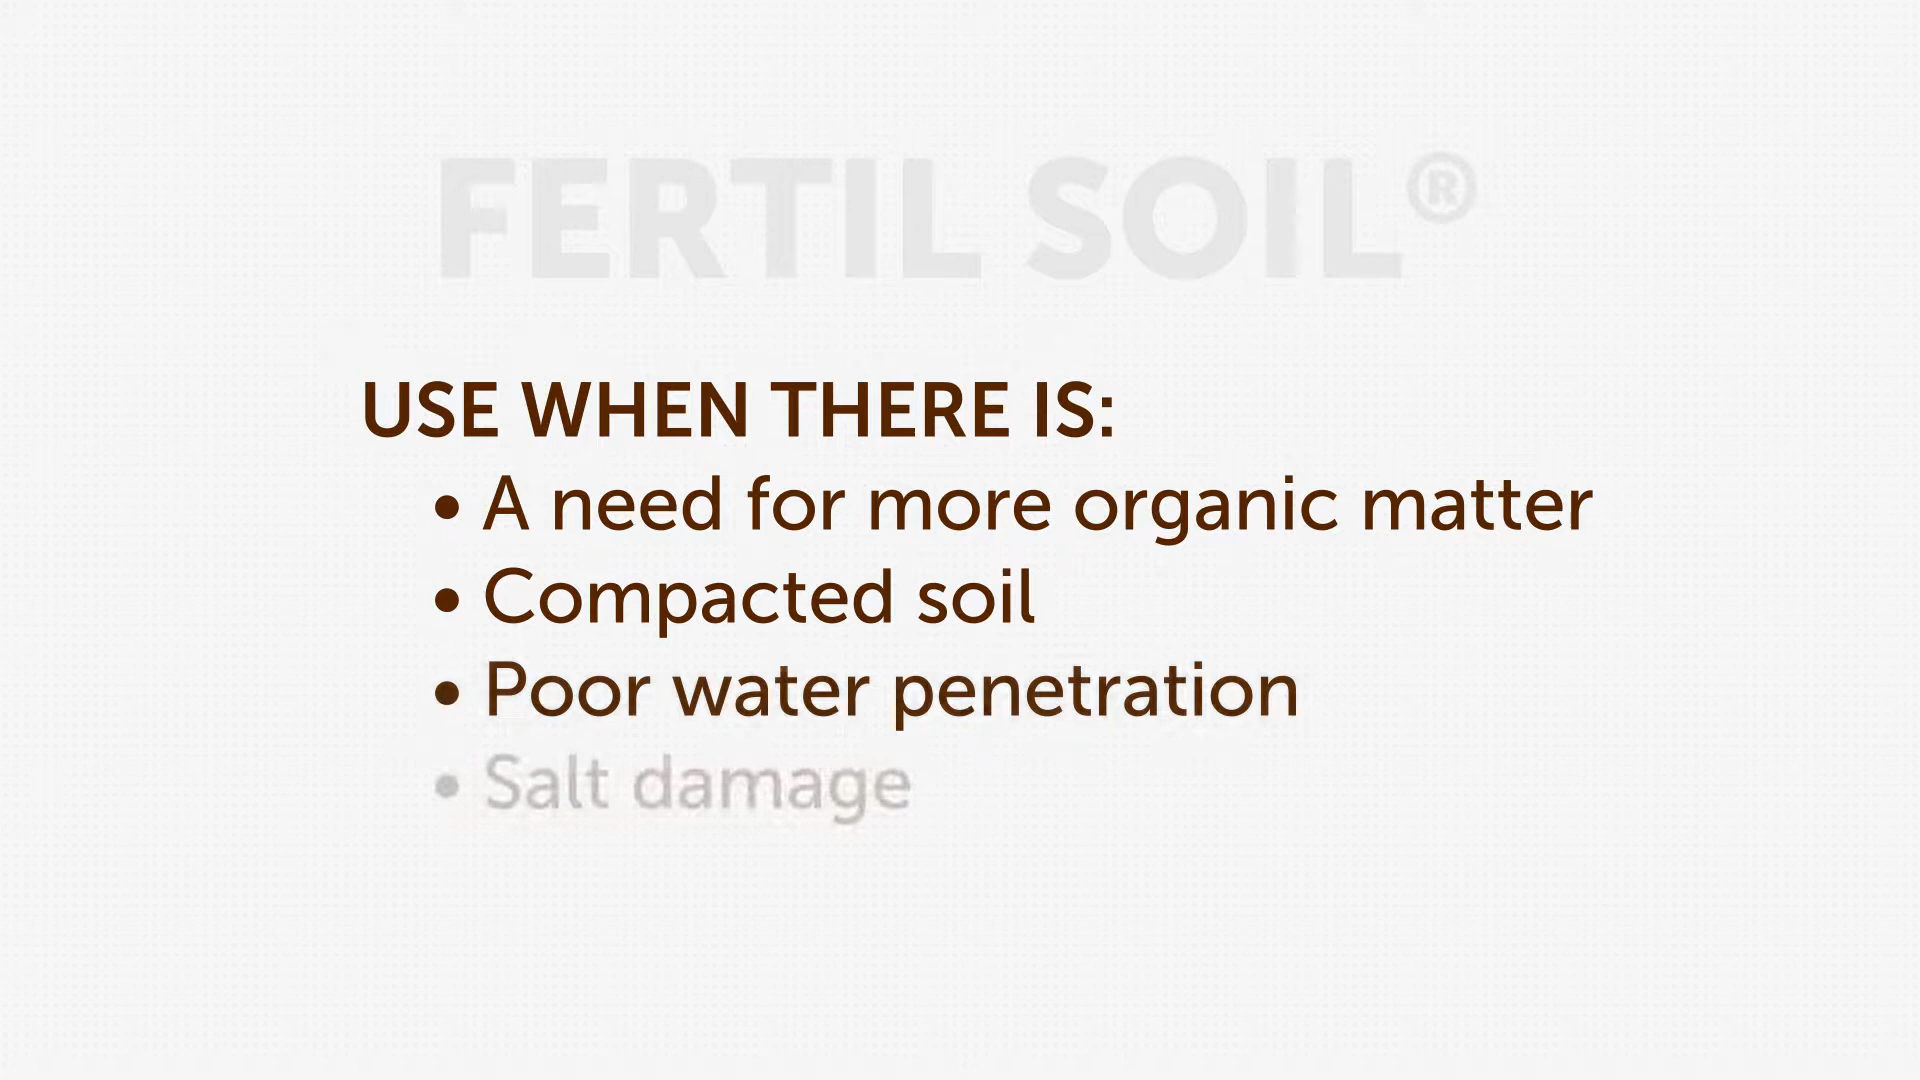 FERTIL SOIL®
USE WHEN THERE IS:
• A need for more organic matter
• Compacted soil
• Poor water penetration
• Salt damage